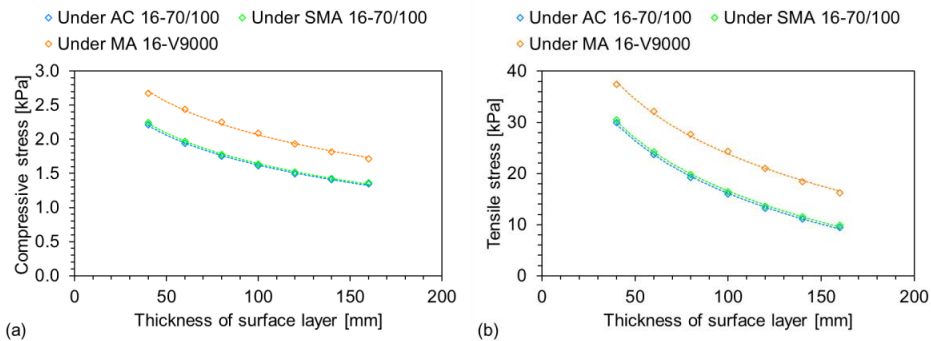 Under AC 16-70/100
Under SMA 16-70/100
Under MA 16-V9000
Compressive stress [kPa]
3.0
2.5
2.0
1.5
1.0
0.5
0.0
0
50
100
150
200
Thickness of surface layer [mm]
(a)
Under AC 16-70/100
Under SMA 16-70/100
Under MA 16-V9000
Tensile stress [kPa]
40
30
20
10
0
0
50
100
150
200
Thickness of surface layer [mm]
(b)